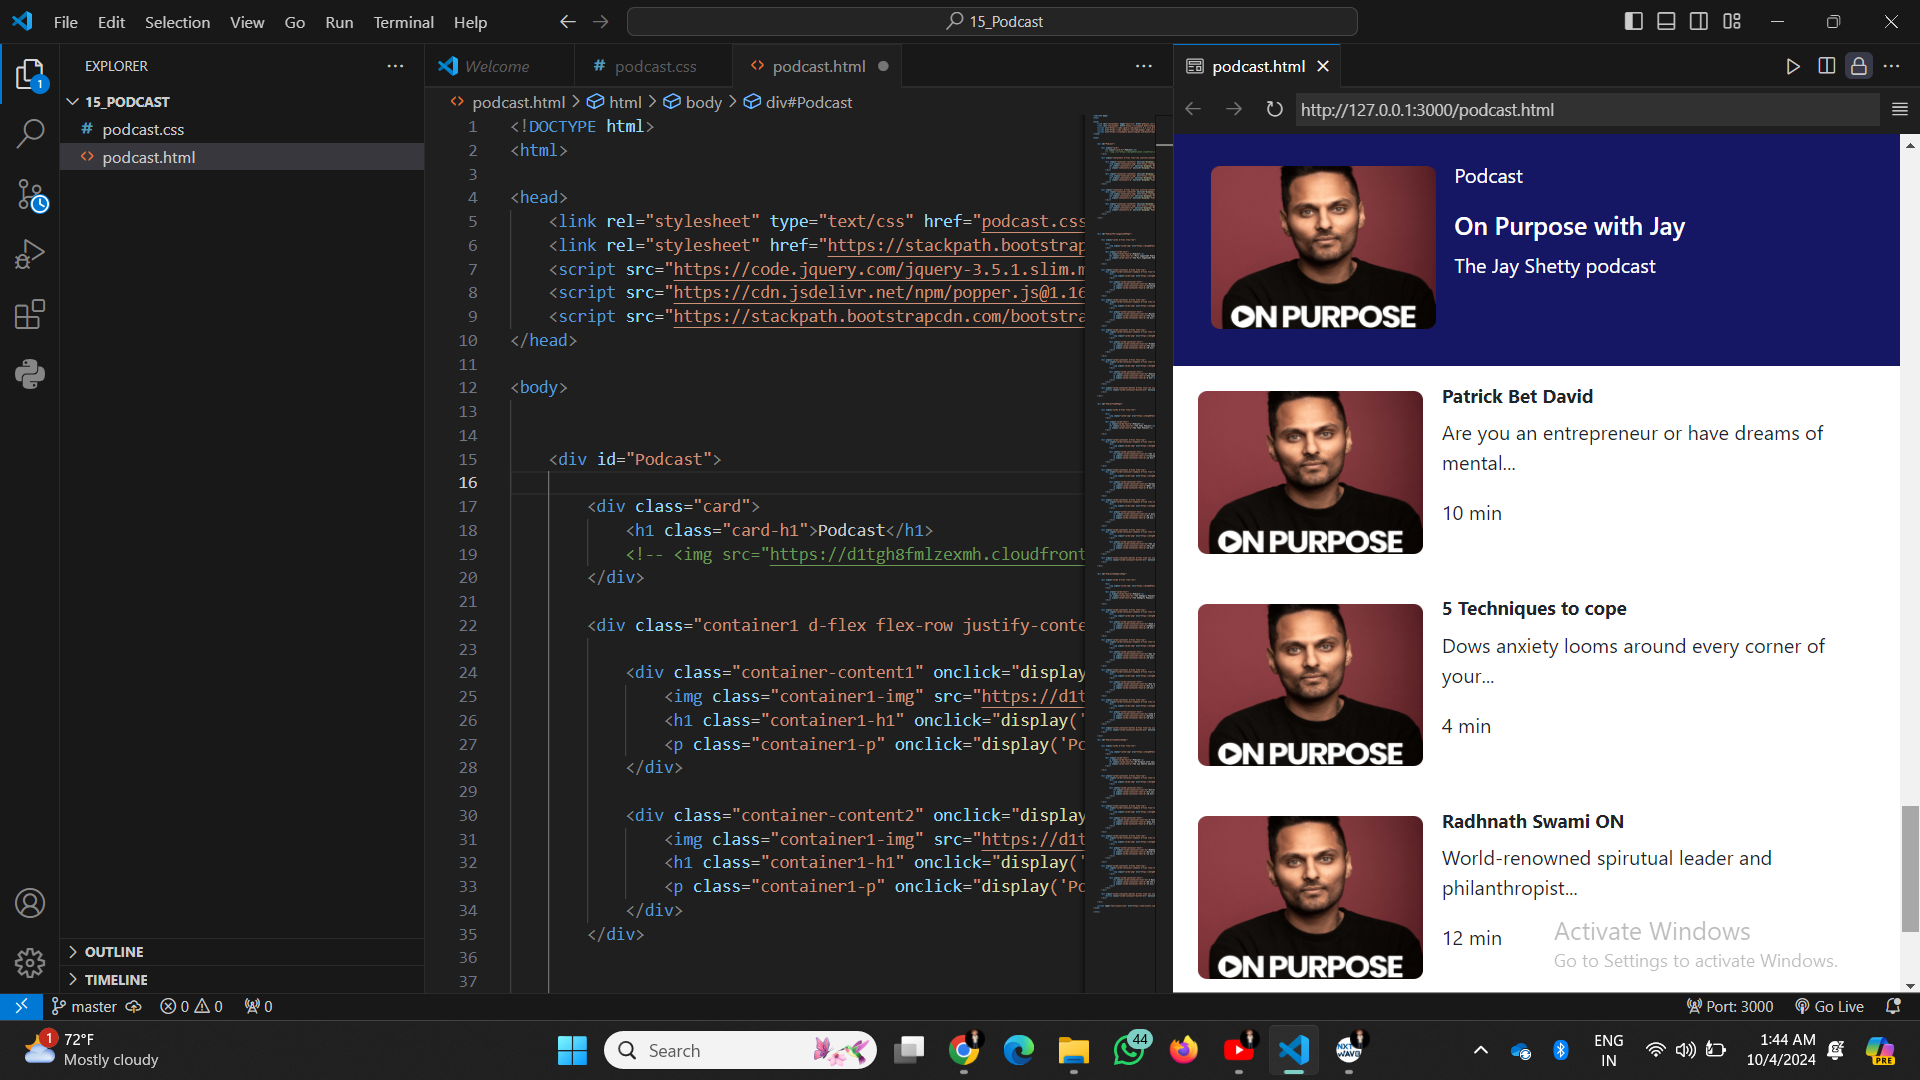 File Edit Selection View Go Run Terminal Help
15_Podcast
EXPLORER
15_PODCAST
# podcast.css
<> podcast.html
OUTLINE
TIMELINE
1
Welcome
# podcast.css
<> podcast.html
<> podcast.html > html > body > div#Podcast
1 <!DOCTYPE html>
2 <html>
3
4 <head>
5 <link rel="stylesheet" type="text/css" href="podcast.css
6 <link rel="stylesheet" href="https://stackpath.bootstrap
7 <script src="https://code.jquery.com/jquery-3.5.1.slim.m
8 <script src="https://cdn.jsdelivr.net/npm/popper.js@1.16
9 <script src="https://stackpath.bootstrapcdn.com/bootstra
10 </head>
11
12 <body>
13
14
15 <div id="Podcast">
16
17 <div class="card">
18 <h1 class="card-h1">Podcast</h1>
19 <!-- <img src="https://d1tgh8fmlzexmh.cloudfront
20 </div>
21
22 <div class="container1 d-flex flex-row justify-conte
23
24 <div class="container-content1" onclick="display
25 <img class="container1-img" src="https://d1t
26 <h1 class="container1-h1" onclick="display('
27 <p class="container1-p" onclick="display('Po
28 </div>
29
30 <div class="container-content2" onclick="display
31 <img class="container1-img" src="https://d1t
32 <h1 class="container1-h1" onclick="display('
33 <p class="container1-p" onclick="display('Po
34 </div>
35 </div>
36
37
podcast.html
http://127.0.0.1:3000/podcast.html
ON PURPOSE
Podcast
On Purpose with Jay
The Jay Shetty podcast
ON PURPOSE
Patrick Bet David
Are you an entrepreneur or have dreams of
mental...
10 min
ON PURPOSE
5 Techniques to cope
Dows anxiety looms around every corner of
your...
4 min
ON PURPOSE
Radhnath Swami ON
World-renowned spirutual leader and
philanthropist...
12 min
Activate Windows
Go to Settings to activate Windows.
master 0 0 0
Port: 3000 Go Live
1
72°F
Mostly cloudy
Search
44
NXT
WAVE
ENG
IN
1:44 AM
10/4/2024
PRE